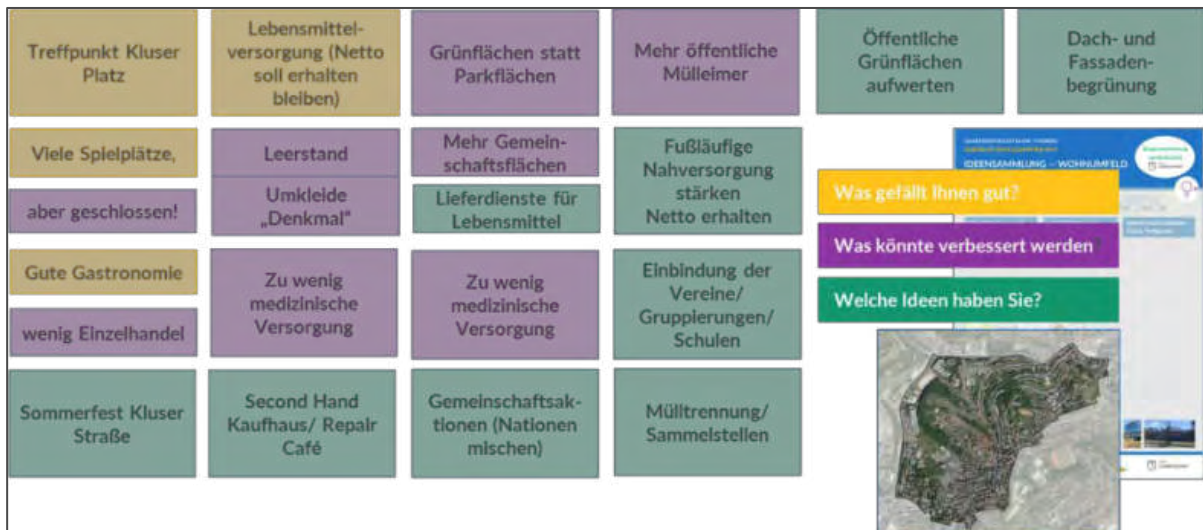 Treffpunkt Kluser
Platz
Lebensmittel-
versorgung (Netto
soll erhalten
bleiben)
Grünflächen statt
Parkflächen
Mehr öffentliche
Mülleimer
Öffentliche
Grünflächen
aufwerten
Dach- und
Fassaden-
begrünung
Viele Spielplätze,
aber geschlossen!
Leerstand
Umkleide
„Denkmal“
Mehr Gemein-
schaftsflächen
Lieferdienste für
Lebensmittel
Fußläufige
Nahversorgung
stärken
Netto erhalten
IDEENSAMMLUNG – WOHNUMFELD
Was gefällt Ihnen gut?
Was könnte verbessert werden?
Welche Ideen haben Sie?
Gute Gastronomie
wenig Einzelhandel
Zu wenig
medizinische
Versorgung
Zu wenig
medizinische
Versorgung
Einbindung der
Vereine/
Gruppierungen/
Schulen
Sommerfest Kluser
Straße
Second Hand
Kaufhaus/ Repair
Café
Gemeinschaftsak-
tionen (Nationen
mischen)
Mülltrennung/
Sammelstellen